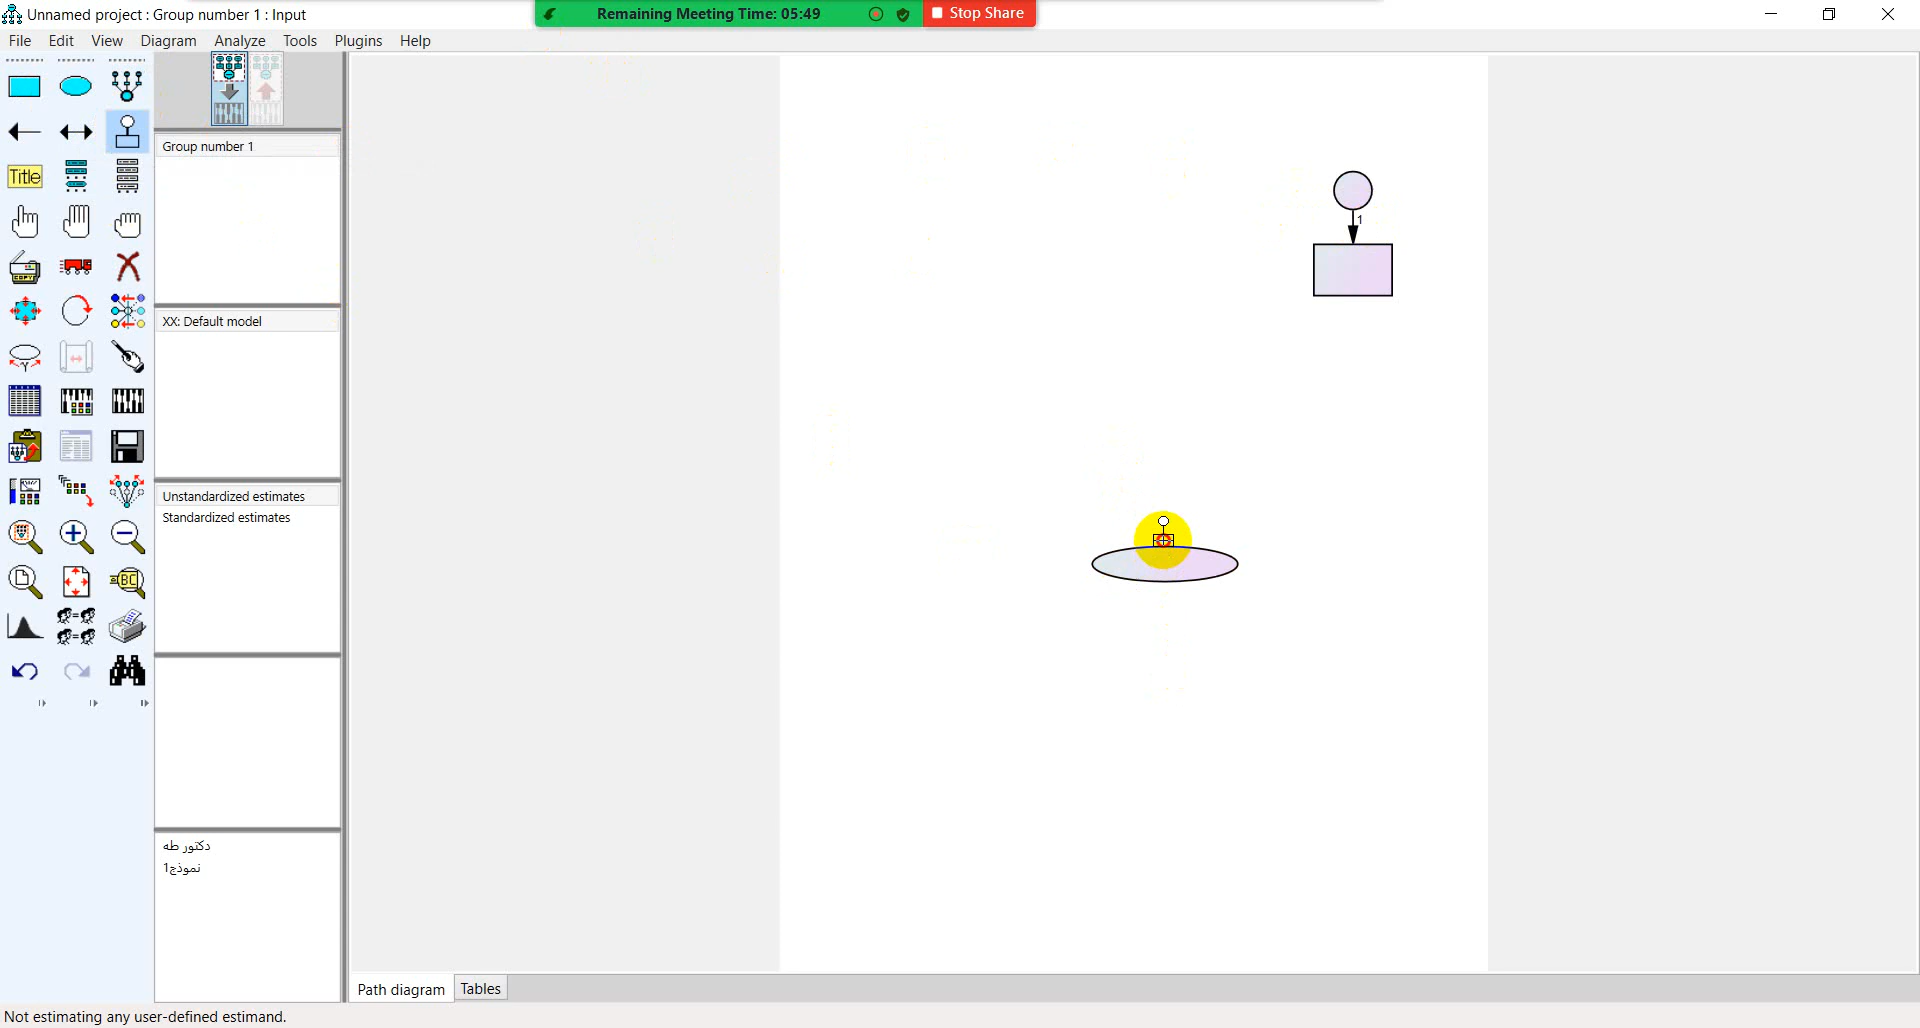 Unnamed project : Group number 1 : Input
Remaining Meeting Time: 05:49
Stop Share
File Edit View Diagram Analyze Tools Plugins Help
Title
Group number 1
XX: Default model
Unstandardized estimates
Standardized estimates
COPY
γ
BC
1
دكتور طه
نموذج1
Path diagram
Tables
Not estimating any user-defined estimand.